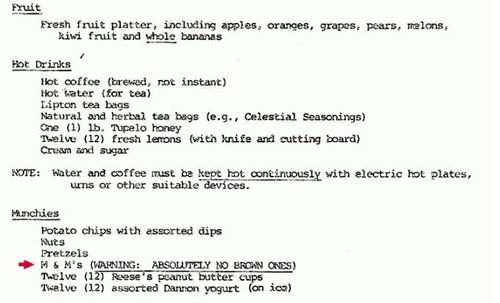 Fruit
Fresh fruit platter, including apples, oranges, grapes, pears, melons,
kiwi fruit and whole bananas
Hot Drinks
Hot coffee (brewed, not instant)
Hot water (for tea)
Lipton tea bags
Natural and herbal tea bags (e.g., Celestial Seasonings)
One (1) lb. Tupelo honey
Twelve (12) fresh lemons (with knife and cutting board)
Cream and sugar
NOTE: Water and coffee must be kept hot continuously with electric hot plates,
urns or other suitable devices.
Munchies
Potato chips with assorted dips
Nuts
Pretzels
M & M's (WARNING: ABSOLUTELY NO BROWN ONES)
Twelve (12) Reese's peanut butter cups
Twelve (12) assorted Dannon yogurt (on ice)